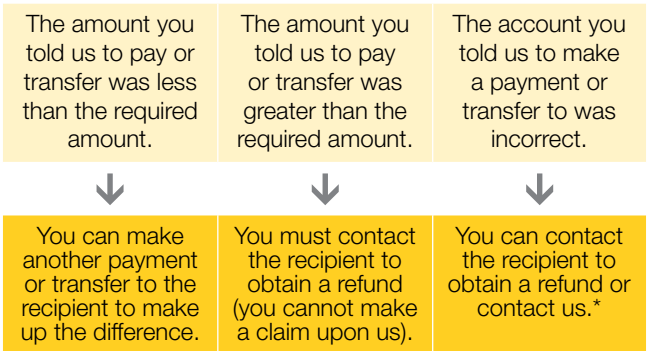 The amount you
told us to pay or
transfer was less
than the required
amount.
The amount you
told us to pay
or transfer was
greater than the
required amount.
The account you
told us to make
a payment or
transfer to was
incorrect.
You can make
another payment
or transfer to the
recipient to make
up the difference.
You must contact
the recipient to
obtain a refund
(you cannot make
a claim upon us).
You can contact
the recipient to
obtain a refund or
contact us.*